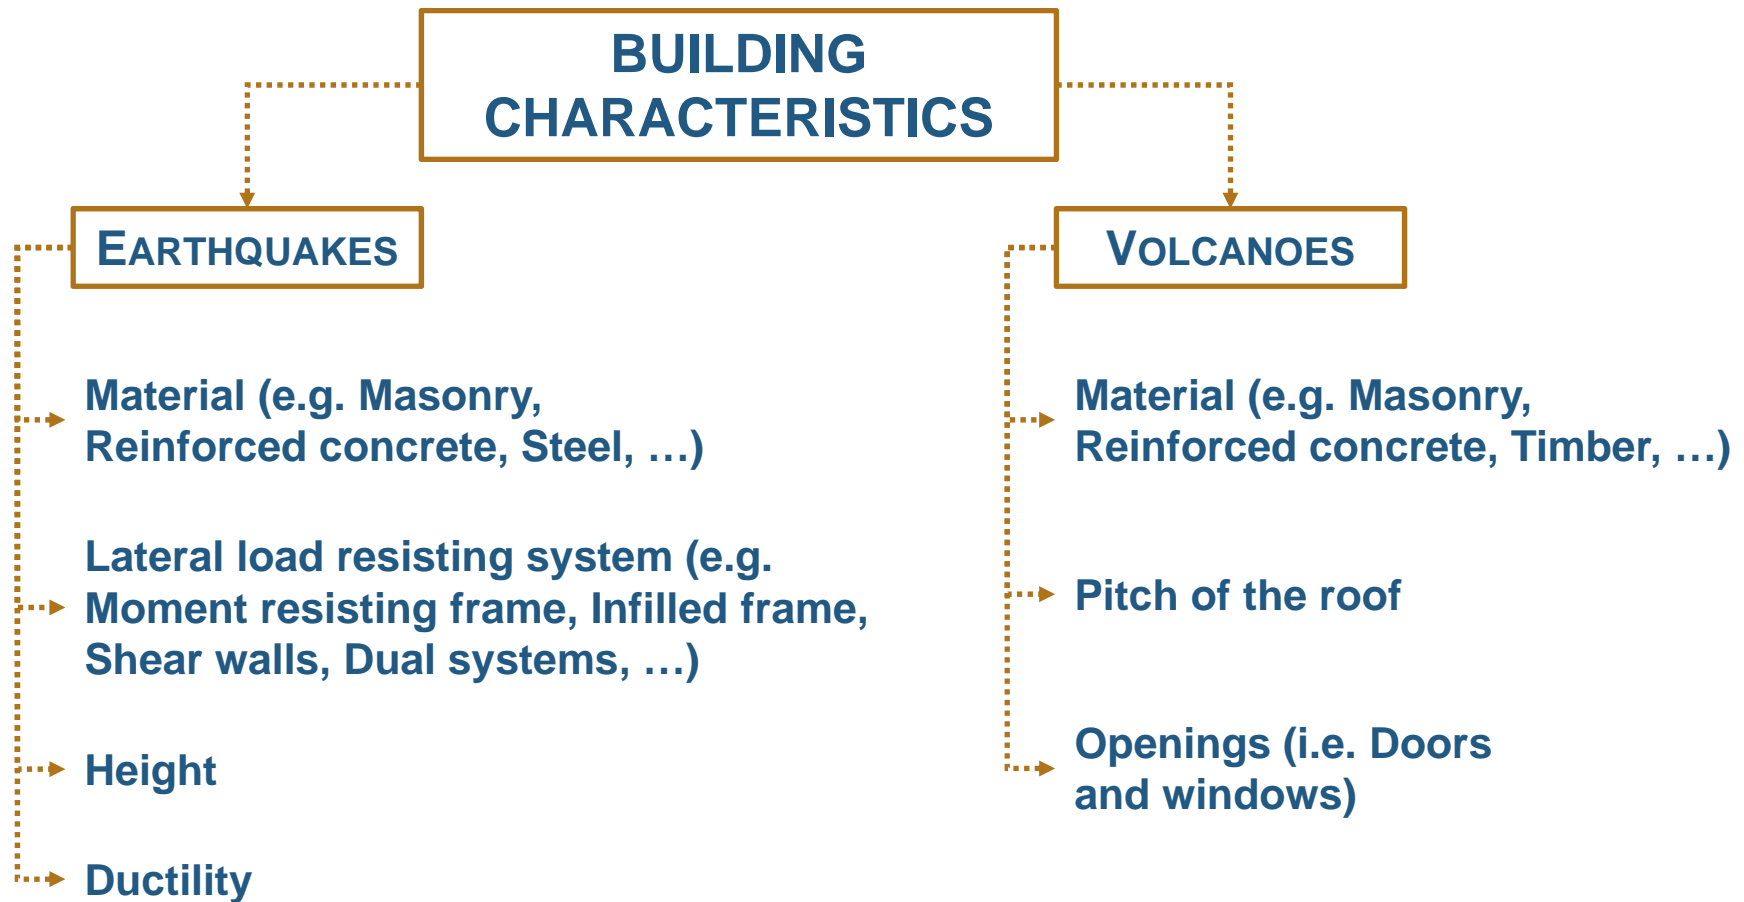 BUILDING
CHARACTERISTICS
EARTHQUAKES
Material (e.g. Masonry,
Reinforced concrete, Steel, …)
Lateral load resisting system (e.g.
Moment resisting frame, Infilled frame,
Shear walls, Dual systems, …)
Height
Ductility
VOLCANOES
Material (e.g. Masonry,
Reinforced concrete, Timber, …)
Pitch of the roof
Openings (i.e. Doors
and windows)